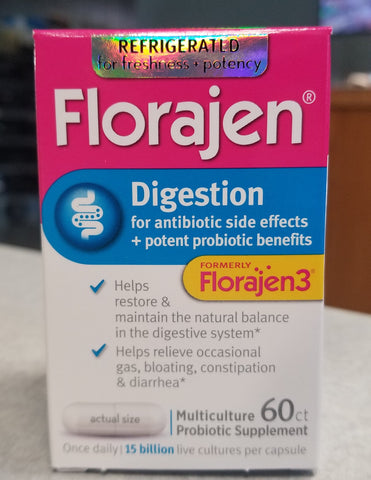 REFRIGERATED
for freshness + potency
Florajen®
Digestion
for antibiotic side effects
+ potent probiotic benefits
FORMERLY
Florajen3®
Helps
restore &
maintain the natural balance
in the digestive system*
Helps relieve occasional
gas, bloating, constipation
& diarrhea*
actual size
Multiculture 60ct
Probiotic Supplement
Once daily | 15 billion live cultures per capsule